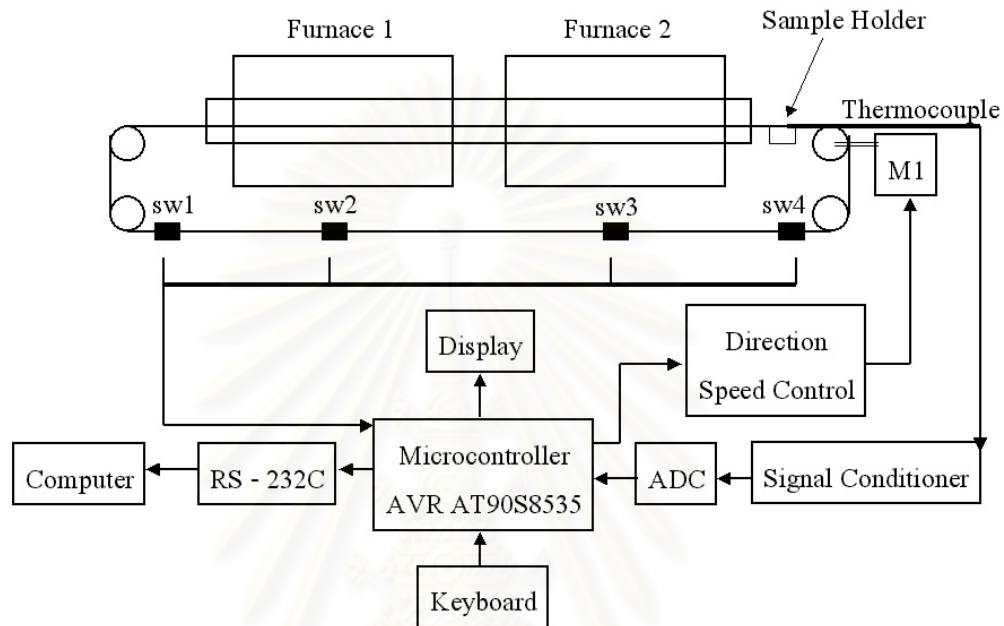 Furnace 1
Furnace 2
Sample Holder
Thermocouple
M1
sw1
sw2
sw3
sw4
Display
Direction
Speed Control
Computer
RS - 232C
Microcontroller
AVR AT90S8535
ADC
Signal Conditioner
Keyboard